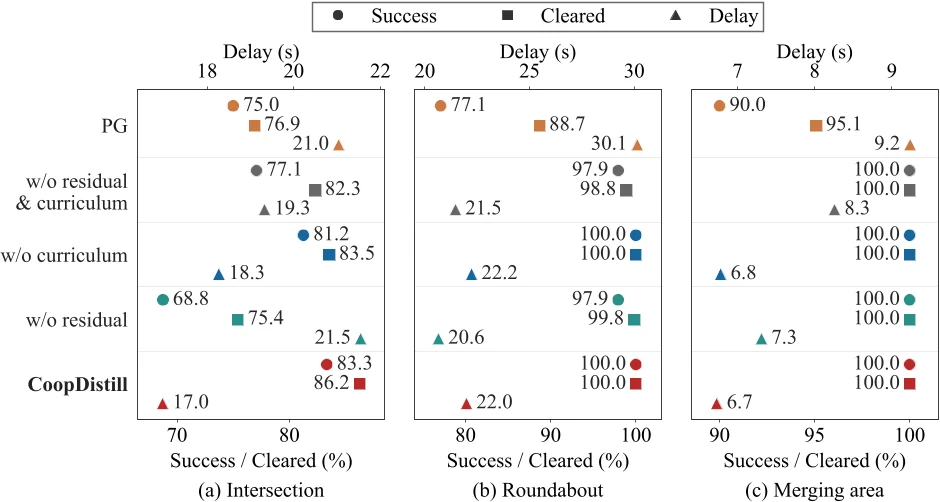 Success Cleared Delay
Delay (s) Delay (s) Delay (s)
18 20 22 20 25 30 7 8 9
PG
75.0 77.1 90.0
76.9 88.7 95.1
21.0 30.1 9.2
w/o residual
& curriculum
77.1 97.9 100.0
82.3 98.8 100.0
19.3 21.5 8.3
w/o curriculum
81.2 100.0 100.0
83.5 100.0 100.0
18.3 22.2 6.8
w/o residual
68.8 97.9 100.0
75.4 99.8 100.0
21.5 20.6 7.3
CoopDistill
83.3 100.0 100.0
86.2 100.0 100.0
17.0 22.0 6.7
70 80 80 90 100 90 95 100
Success / Cleared (%) Success / Cleared (%) Success / Cleared (%)
(a) Intersection (b) Roundabout (c) Merging area